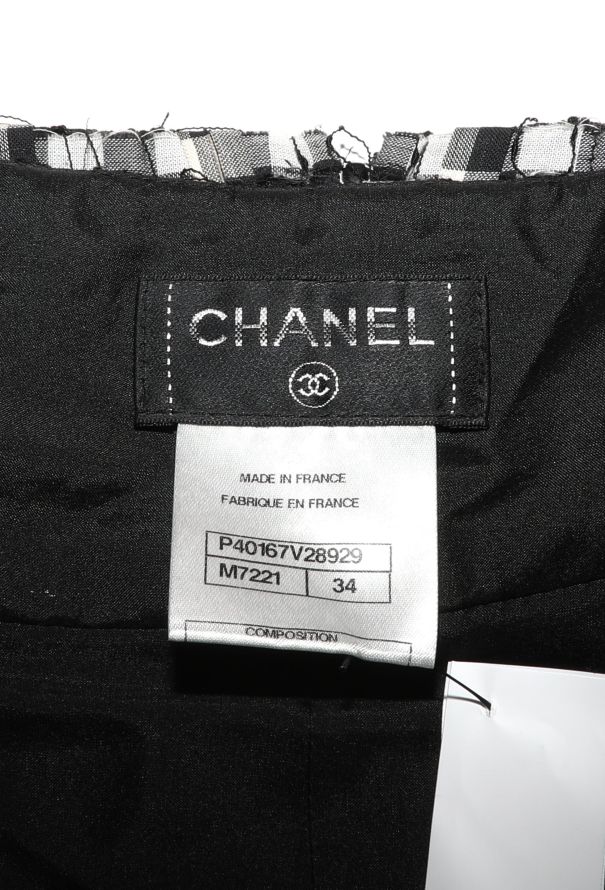 CHANEL
MADE IN FRANCE
FABRIQUE EN FRANCE
P40167V28929
M7221 34
COMPOSITION